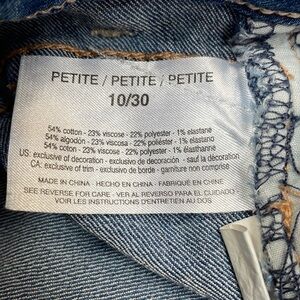 PETITE / PETITE / PETITE
10/30
54% cotton - 23% viscose - 22% polyester - 1% elastane
54% algodón - 23% viscosa - 22% poliéster - 1% elastano
54% coton - 23% viscose - 22% polyester - 1% élasthanne
US: exclusive of decoration - exclusivo de decoración - sauf la décoration
CA: exclusive of trim - exclusivo de borde - garniture non comprise
MADE IN CHINA - HECHO EN CHINA - FABRIQUÉ EN CHINE
SEE REVERSE FOR CARE - VER AL REVERSO PARA EL CUIDADO
VOIR LES INSTRUCTIONS D'ENTRETIEN AU DOS